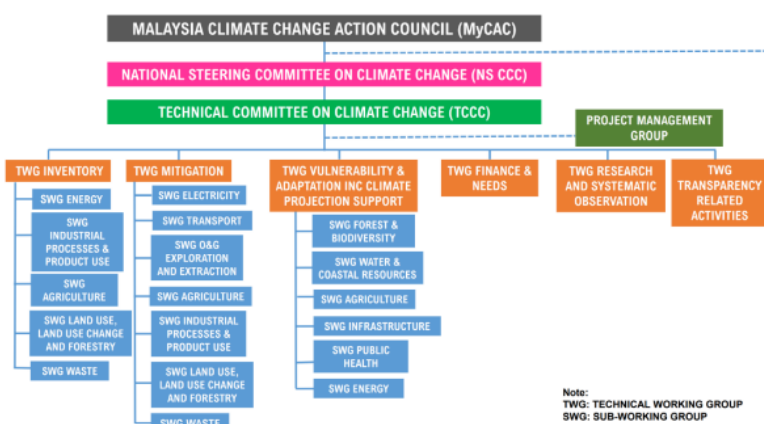 MALAYSIA CLIMATE CHANGE ACTION COUNCIL (MyCAC)
NATIONAL STEERING COMMITTEE ON CLIMATE CHANGE (NS CCC)
TECHNICAL COMMITTEE ON CLIMATE CHANGE (TCCC)
PROJECT MANAGEMENT
GROUP
TWG INVENTORY
SWG ENERGY
SWG
INDUSTRIAL
PROCESSES &
PRODUCT USE
SWG
AGRICULTURE
SWG LAND USE,
LAND USE CHANGE
AND FORESTRY
SWG WASTE
TWG MITIGATION
SWG ELECTRICITY
SWG TRANSPORT
SWG O&G
EXPLORATION
AND EXTRACTION
SWG AGRICULTURE
SWG INDUSTRIAL
PROCESSES &
PRODUCT USE
SWG LAND USE,
LAND USE CHANGE
AND FORESTRY
SWG WASTE
TWG VULNERABILITY &
ADAPTATION INC CLIMATE
PROJECTION SUPPORT
SWG FOREST &
BIODIVERSITY
SWG WATER &
COASTAL RESOURCES
SWG AGRICULTURE
SWG INFRASTRUCTURE
SWG PUBLIC
HEALTH
SWG ENERGY
TWG FINANCE &
NEEDS
TWG RESEARCH
AND SYSTEMATIC
OBSERVATION
TWG
TRANSPARENCY
RELATED
ACTIVITIES
Note:
TWG: TECHNICAL WORKING GROUP
SWG: SUB-WORKING GROUP